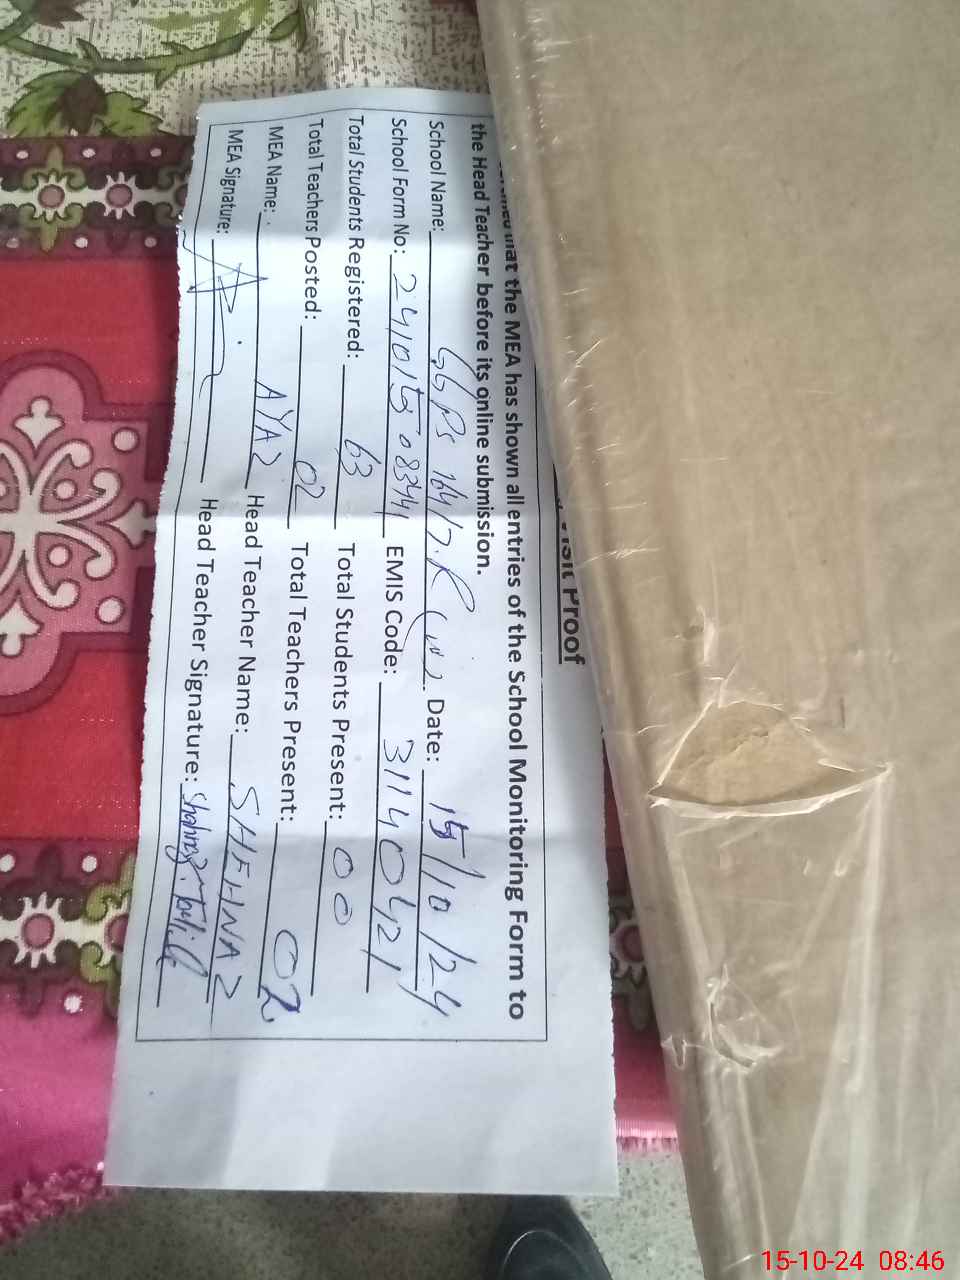 Visit Proof
that the MEA has shown all entries of the School Monitoring Form to
the Head Teacher before its online submission.
School Name: GGPS 164/7.R (W) Date: 15/10/24
School Form No: 24101508344 EMIS Code: 31140421
Total Students Registered: 63 Total Students Present: 00
Total Teachers Posted: 02 Total Teachers Present: 02
MEA Name: AYAZ Head Teacher Name: SHEHNAZ
MEA Signature: Head Teacher Signature:
15-10-24 08:46